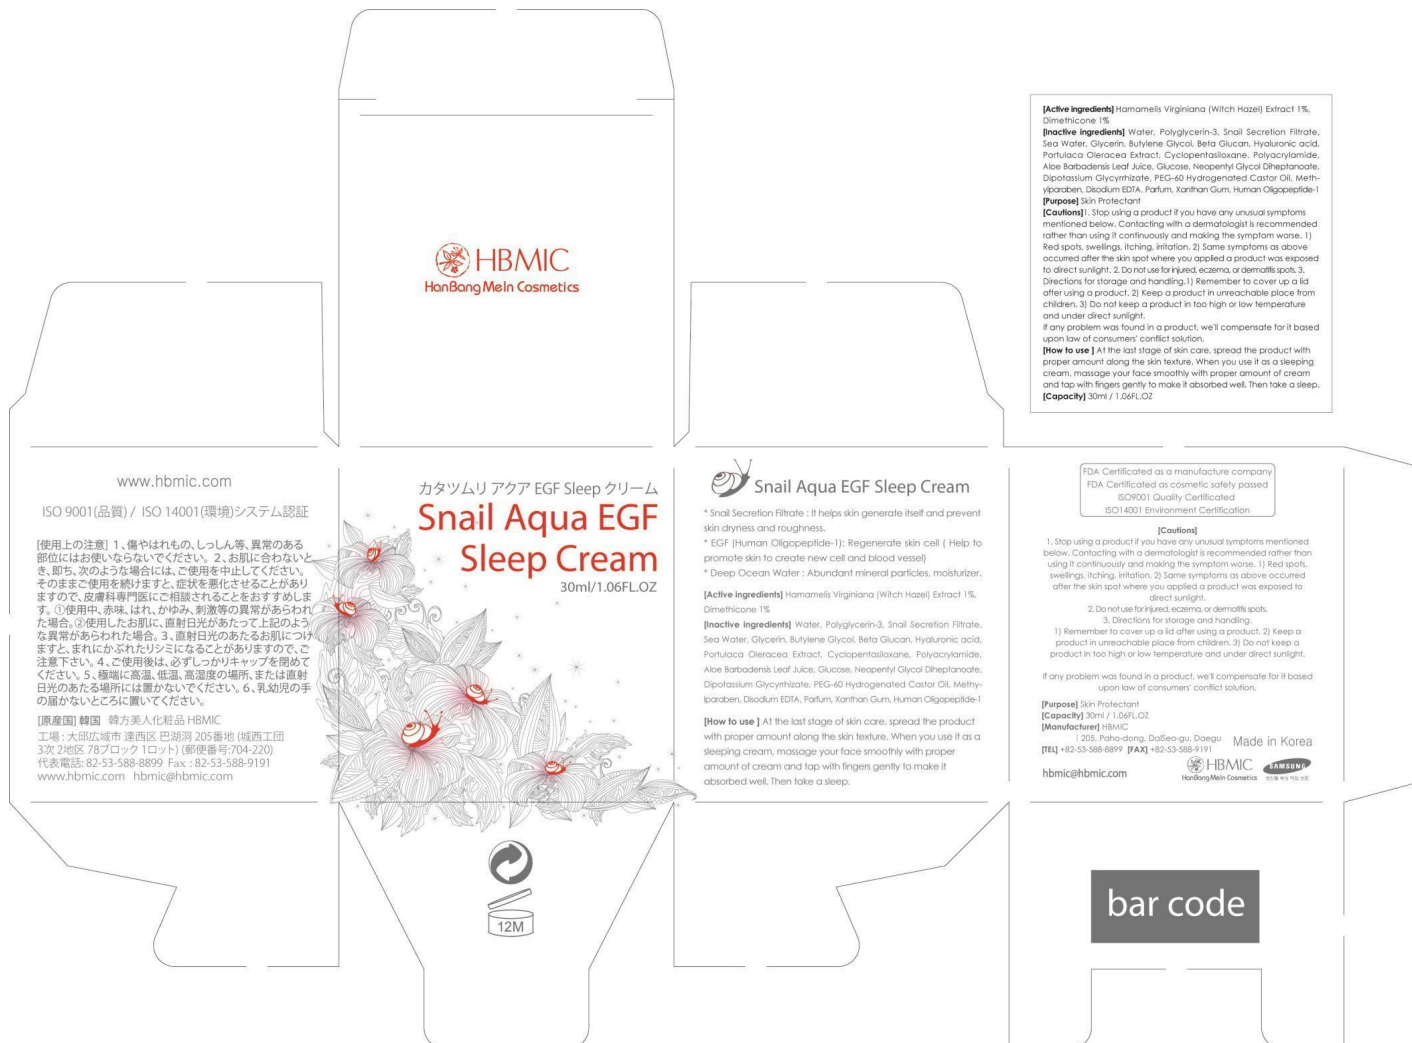 HBMIC
HanBang MeIn Cosmetics
[Active ingredients] Hamamelis Virginiana (Witch Hazel) Extract 1%,
Dimethicone 1%
[Inactive ingredients] Water, Polyglycerin-3, Snail Secretion Filtrate,
Sea Water, Glycerin, Butylene Glycol, Beta Glucan, Hyaluronic acid,
Portulaca Oleracea Extract, Cyclopentasiloxane, Polyacrylamide,
Aloe Barbadensis Leaf Juice, Glucose, Neopentyl Glycol Diheptanoate,
Dipotassium Glycyrrhizate, PEG-60 Hydrogenated Castor Oil, Meth-
ylparaben, Disodium EDTA, Parfum, Xanthan Gum, Human Oligopeptide-1
[Purpose] Skin Protectant
[Cautions]1. Stop using a product if you have any unusual symptoms
mentioned below. Contacting with a dermatologist is recommended
rather than using it continuously and making the symptom worse. 1)
Red spots, swellings, itching, irritation. 2) Same symptoms as above
occurred after the skin spot where you applied a product was exposed
to direct sunlight. 2. Do not use for injured, eczema, or dermatitis spots. 3.
Directions for storage and handling.1) Remember to cover up a lid
after using a product. 2) Keep a product in unreachable place from
children. 3) Do not keep a product in too high or low temperature
and under direct sunlight.
If any problem was found in a product, we'll compensate for it based
upon law of consumers' conflict solution.
[How to use ] At the last stage of skin care, spread the product with
proper amount along the skin texture. When you use it as a sleeping
cream, massage your face smoothly with proper amount of cream
and tap with fingers gently to make it absorbed well. Then take a sleep.
[Capacity] 30ml / 1.06FL.OZ
www.hbmic.com
ISO 9001(品質) / ISO 14001(環境)システム認証
[使用上の注意] 1、傷やはれもの、しっしん等、異常のある
部位にはお使いならないでください。 2、お肌に合わないと
き、即ち、次のような場合には、ご使用を中止してください。
そのままご使用を続けますと、症状を悪化させることがあり
ますので、皮膚科専門医にご相談されることをおすすめしま
す。 ①使用中、赤味、はれ、かゆみ、刺激等の異常があらわれ
た場合。②使用したお肌に、直射日光があたって上記のよう
な異常があらわれた場合。 3、直射日光のあたるお肌につけ
ますと、まれにかぶれたりシミになることがありますので、ご
注意下さい。 4、ご使用後は、必ずしっかりキャップを閉めて
ください。 5、極端に高温、低温、高湿度の場所、または直射
日光のあたる場所には置かないでください。 6、乳幼児の手
の届かないところに置いてください。
[原産国] 韓国 韓方美人化粧品 HBMIC
工場 : 大邱広域市 達西区 巴湖洞 205番地 (城西工団
3次 2地区 78ブロック 1ロット) (郵便番号:704-220)
代表電話: 82-53-588-8899 Fax : 82-53-588-9191
www.hbmic.com hbmic@hbmic.com
カタツムリ アクア EGF Sleep クリーム
Snail Aqua EGF
Sleep Cream
30ml/1.06FL.OZ
12M
Snail Aqua EGF Sleep Cream
* Snail Secretion Filtrate : It helps skin generate itself and prevent
skin dryness and roughness.
* EGF (Human Oligopeptide-1): Regenerate skin cell ( Help to
promote skin to create new cell and blood vessel)
* Deep Ocean Water : Abundant mineral particles, moisturizer.
[Active ingredients] Hamamelis Virginiana (Witch Hazel) Extract 1%,
Dimethicone 1%
[Inactive ingredients] Water, Polyglycerin-3, Snail Secretion Filtrate,
Sea Water, Glycerin, Butylene Glycol, Beta Glucan, Hyaluronic acid,
Portulaca Oleracea Extract, Cyclopentasiloxane, Polyacrylamide,
Aloe Barbadensis Leaf Juice, Glucose, Neopentyl Glycol Diheptanoate,
Dipotassium Glycyrrhizate, PEG-60 Hydrogenated Castor Oil, Methy-
lparaben, Disodium EDTA, Parfum, Xanthan Gum, Human Oligopeptide-1
[How to use ] At the last stage of skin care, spread the product
with proper amount along the skin texture. When you use it as a
sleeping cream, massage your face smoothly with proper
amount of cream and tap with fingers gently to make it
absorbed well. Then take a sleep.
FDA Certificated as a manufacture company
FDA Certificated as cosmetic safety passed
ISO9001 Quality Certificated
ISO14001 Environment Certification
[Cautions]
1. Stop using a product if you have any unusual symptoms mentioned
below. Contacting with a dermatologist is recommended rather than
using it continuously and making the symptom worse. 1) Red spots,
swellings, itching, irritation. 2) Same symptoms as above occurred
after the skin spot where you applied a product was exposed to
direct sunlight.
2. Do not use for injured, eczema, or dermatitis spots.
3. Directions for storage and handling.
1) Remember to cover up a lid after using a product. 2) Keep a
product in unreachable place from children. 3) Do not keep a
product in too high or low temperature and under direct sunlight.
If any problem was found in a product, we'll compensate for it based
upon law of consumers' conflict solution.
[Purpose] Skin Protectant
[Capacity] 30ml / 1.06FL.OZ
[Manufacturer] HBMIC
| 205, Paho-dong, DalSeo-gu, Daegu
[TEL] +82-53-588-8899 [FAX] +82-53-588-9191
Made in Korea
hbmic@hbmic.com
HBMIC
HanBang MeIn Cosmetics
SAMSUNG
생산물 배상 책임 보험
bar code